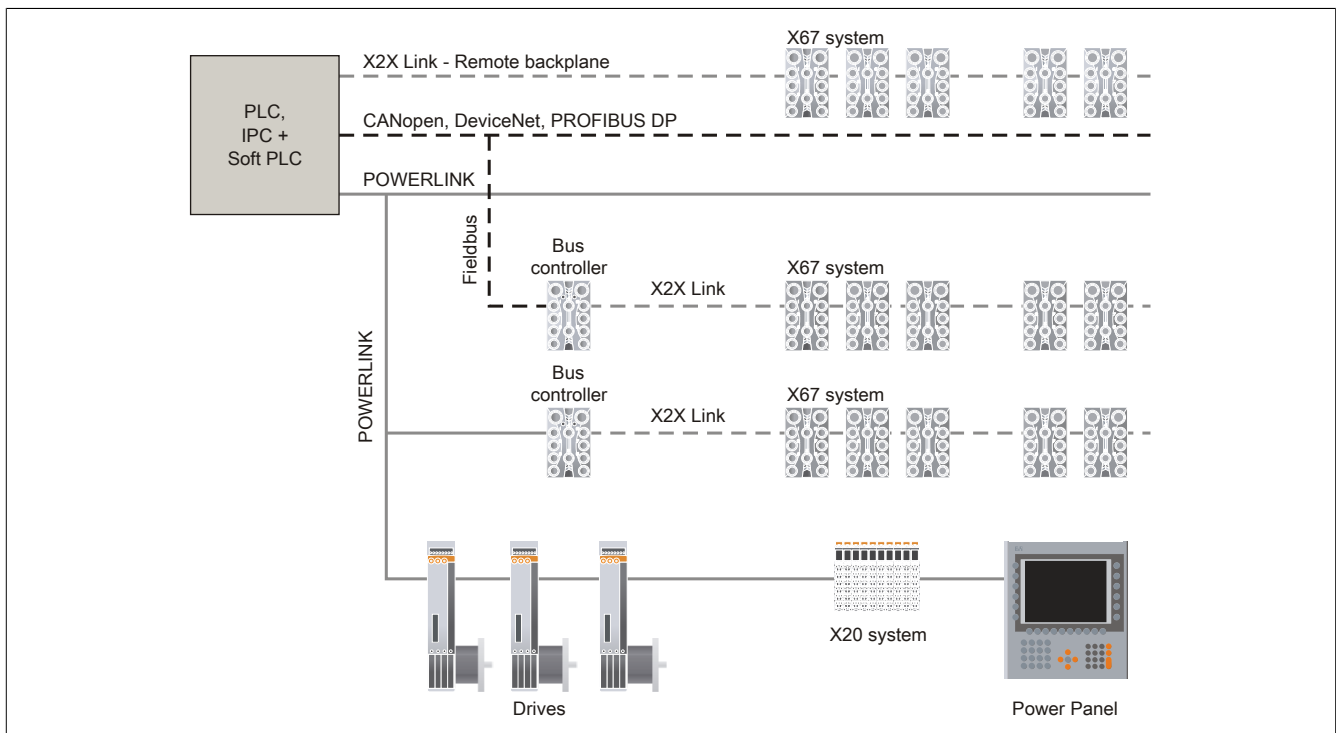 X67 system
X2X Link - Remote backplane
PLC,
IPC +
Soft PLC
CANopen, DeviceNet, PROFIBUS DP
POWERLINK
Fieldbus
Bus
controller
X2X Link
X67 system
POWERLINK
Bus
controller
X2X Link
X67 system
X20 system
Drives
Power Panel